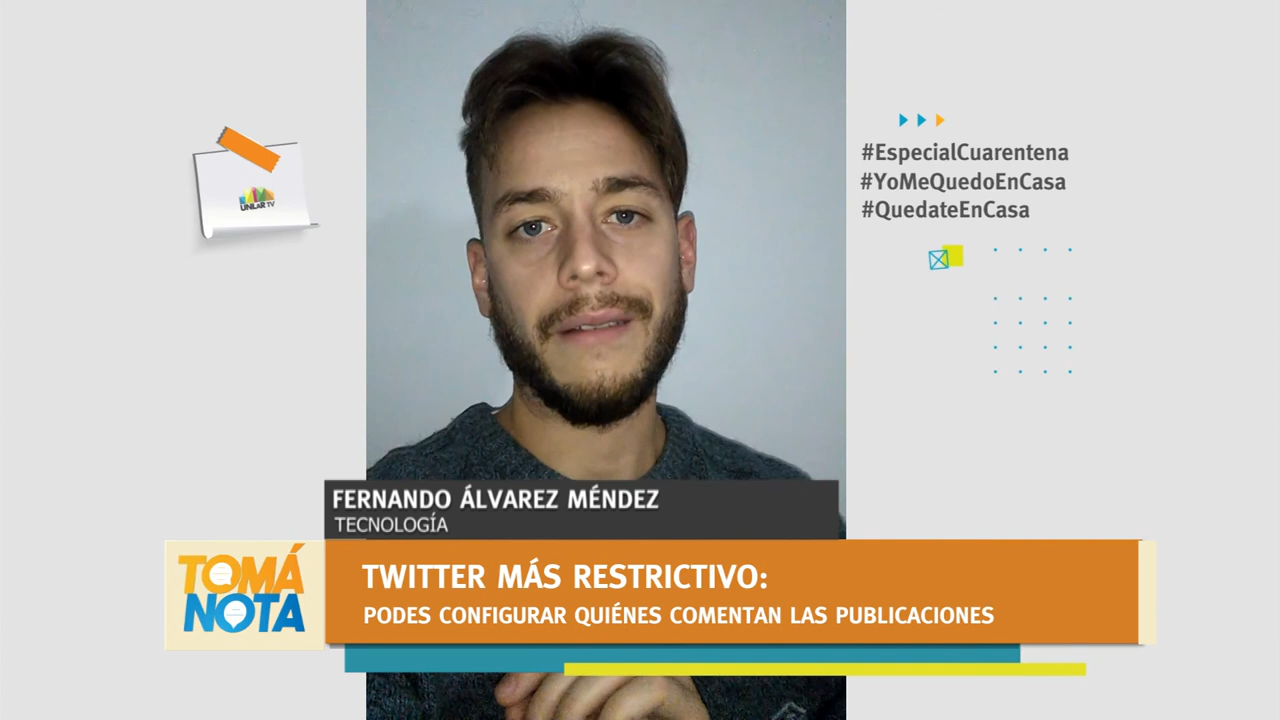 UNLAR TV
#EspecialCuarentena
#YoMeQuedoEnCasa
#QuedateEnCasa
FERNANDO ÁLVAREZ MÉNDEZ
TECNOLOGÍA
TOMÁ
NOTA
TWITTER MÁS RESTRICTIVO:
PODES CONFIGURAR QUIÉNES COMENTAN LAS PUBLICACIONES